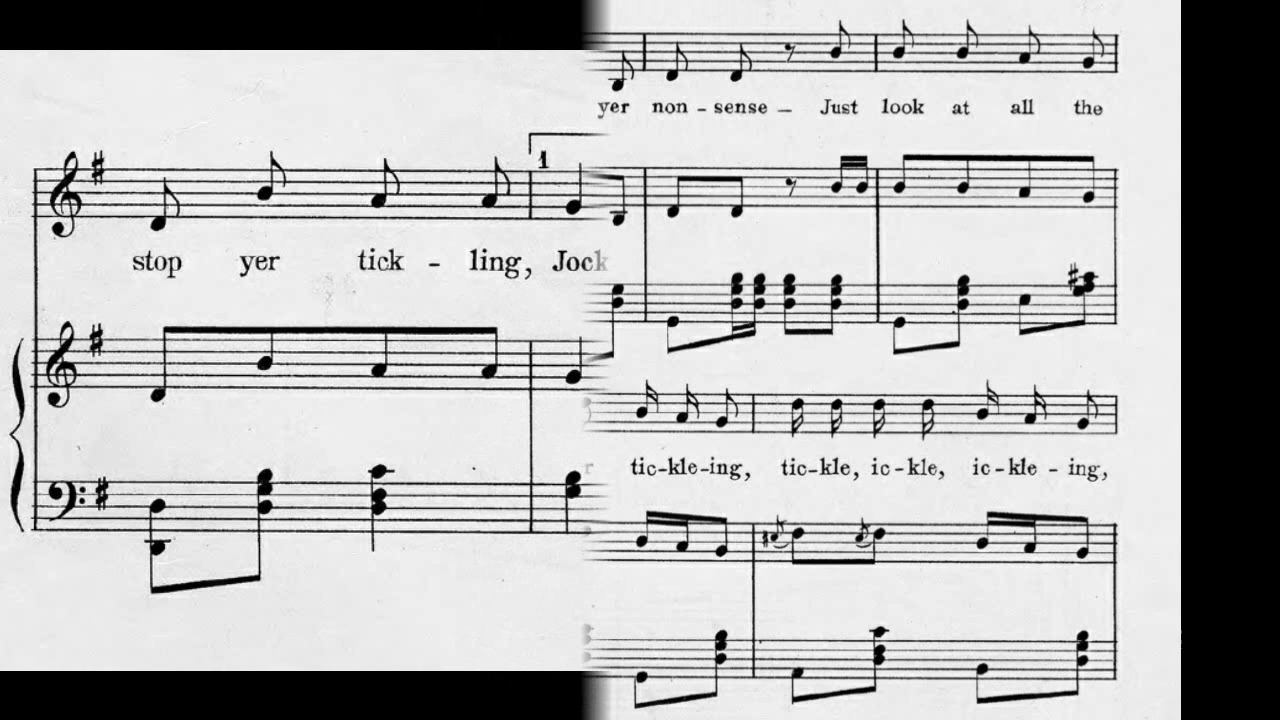 yer non - sense — Just look at all the
1
stop yer tick - ling, Jock
tic-kle-ing, tic-kle, ic-kle, ic-kle - ing,